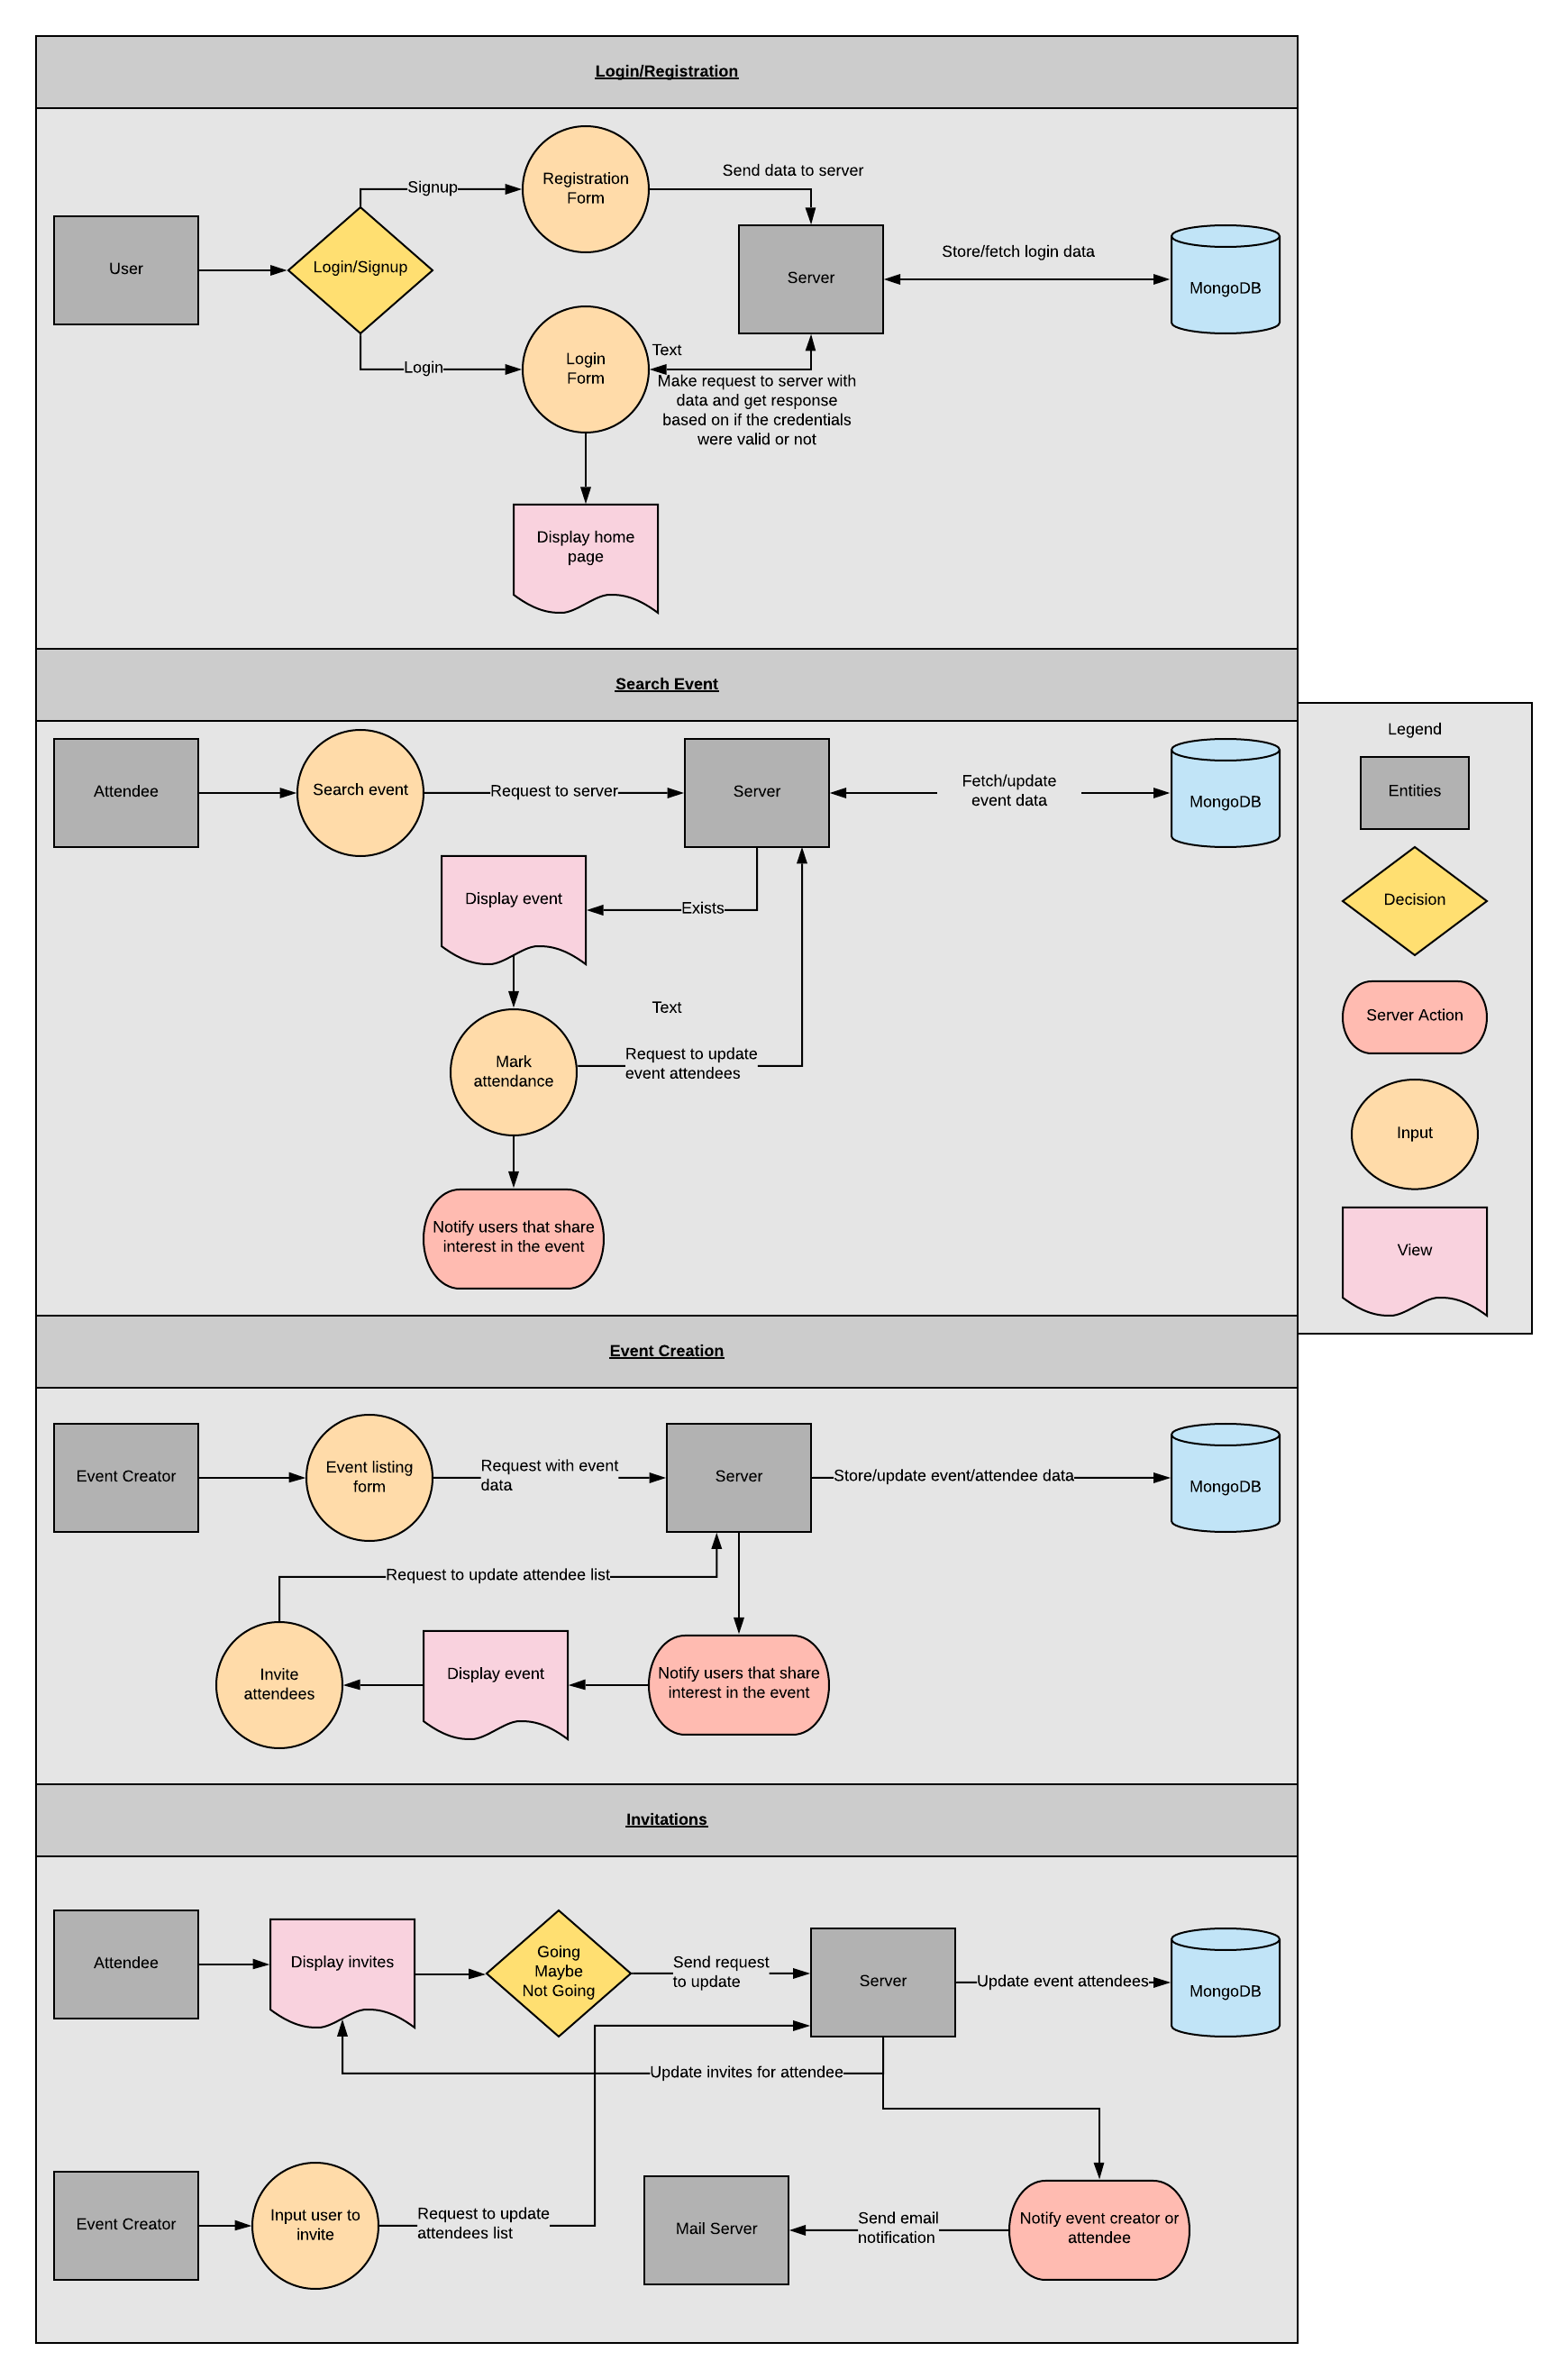 Login/Registration
Registration
Form
Signup
Send data to server
User
Login/Signup
Server
Store/fetch login data
MongoDB
Login
Login
Form
Text
Make request to server with
data and get response
based on if the credentials
were valid or not
Display home
page
Search Event
Attendee
Search event
Request to server
Server
Fetch/update
event data
MongoDB
Display event
Exists
Text
Mark
attendance
Request to update
event attendees
Notify users that share
interest in the event
Legend
Entities
Decision
Server Action
Input
View
Event Creation
Event Creator
Event listing
form
Request with event
data
Server
Store/update event/attendee data
MongoDB
Request to update attendee list
Invite
attendees
Display event
Notify users that share
interest in the event
Invitations
Attendee
Display invites
Going
Maybe
Not Going
Send request
to update
Server
Update event attendees
MongoDB
Update invites for attendee
Event Creator
Input user to
invite
Request to update
attendees list
Mail Server
Send email
notification
Notify event creator or
attendee